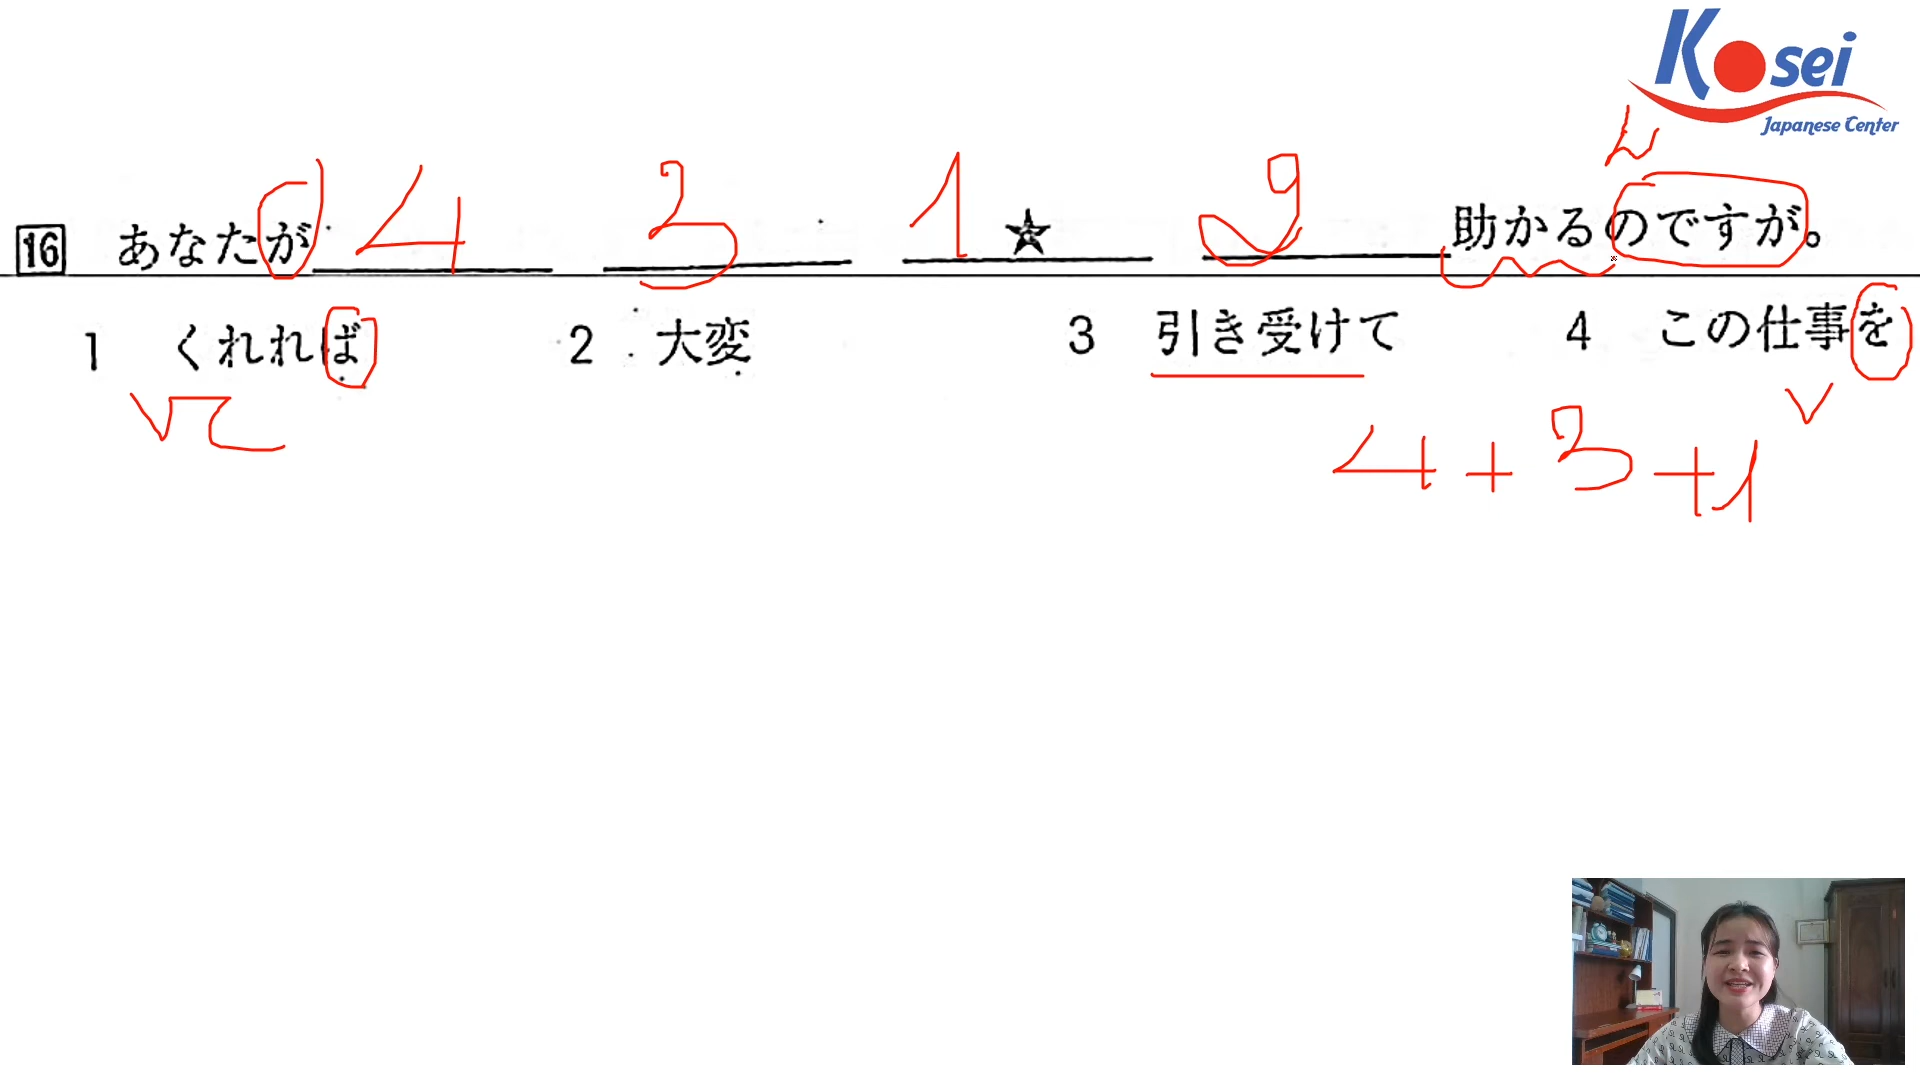 Kosei
Japanese Center
N
4 3 1 2
16 あなたが ★ 助かるのですが。
1 くれれば 2 大変 3 引き受けて 4 この仕事を
V
4 + 3 + 1